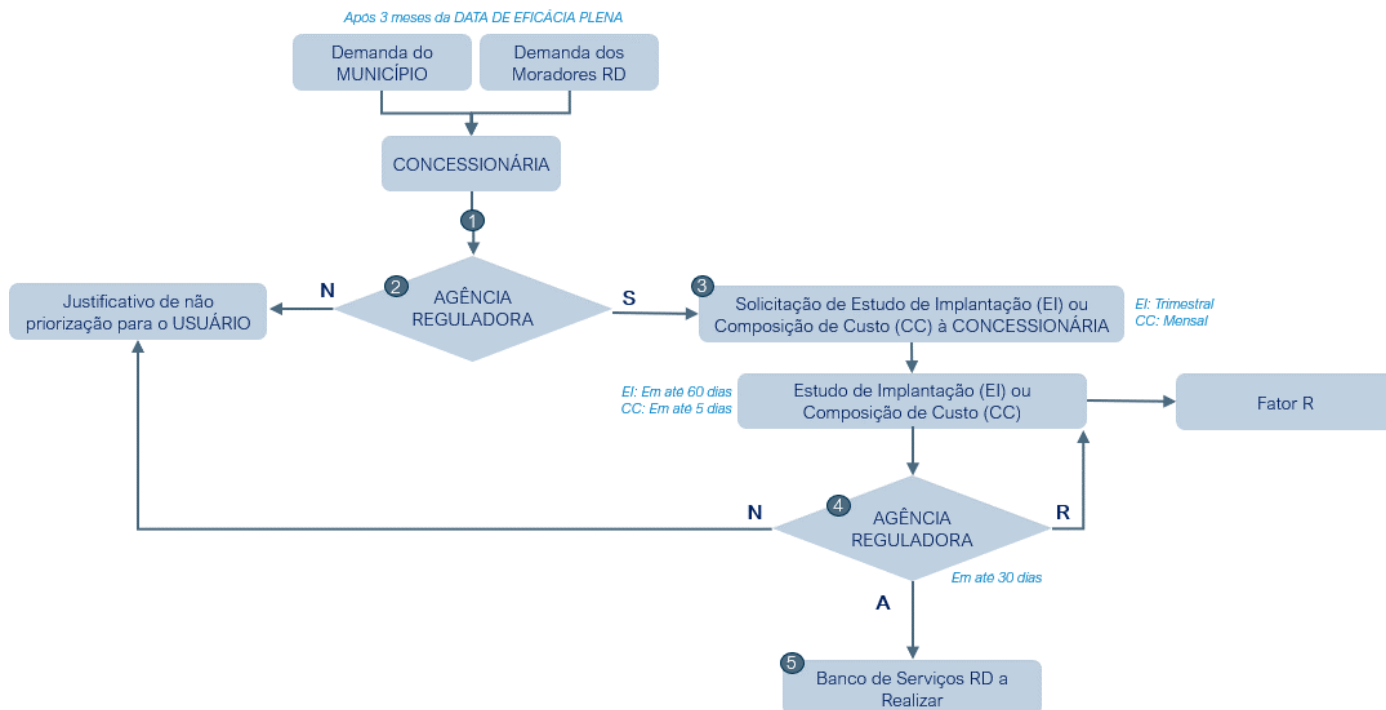 Após 3 meses da DATA DE EFICÁCIA PLENA
Demanda do
MUNICÍPIO
Demanda dos
Moradores RD
CONCESSIONÁRIA
1
2
AGÊNCIA
REGULADORA
N
S
Justificativo de não
priorização para o USUÁRIO
3
Solicitação de Estudo de Implantação (EI) ou
Composição de Custo (CC) à CONCESSIONÁRIA
EI: Trimestral
CC: Mensal
EI: Em até 60 dias
CC: Em até 5 dias
Estudo de Implantação (EI) ou
Composição de Custo (CC)
Fator R
4
AGÊNCIA
REGULADORA
N
R
Em até 30 dias
A
5
Banco de Serviços RD a
Realizar